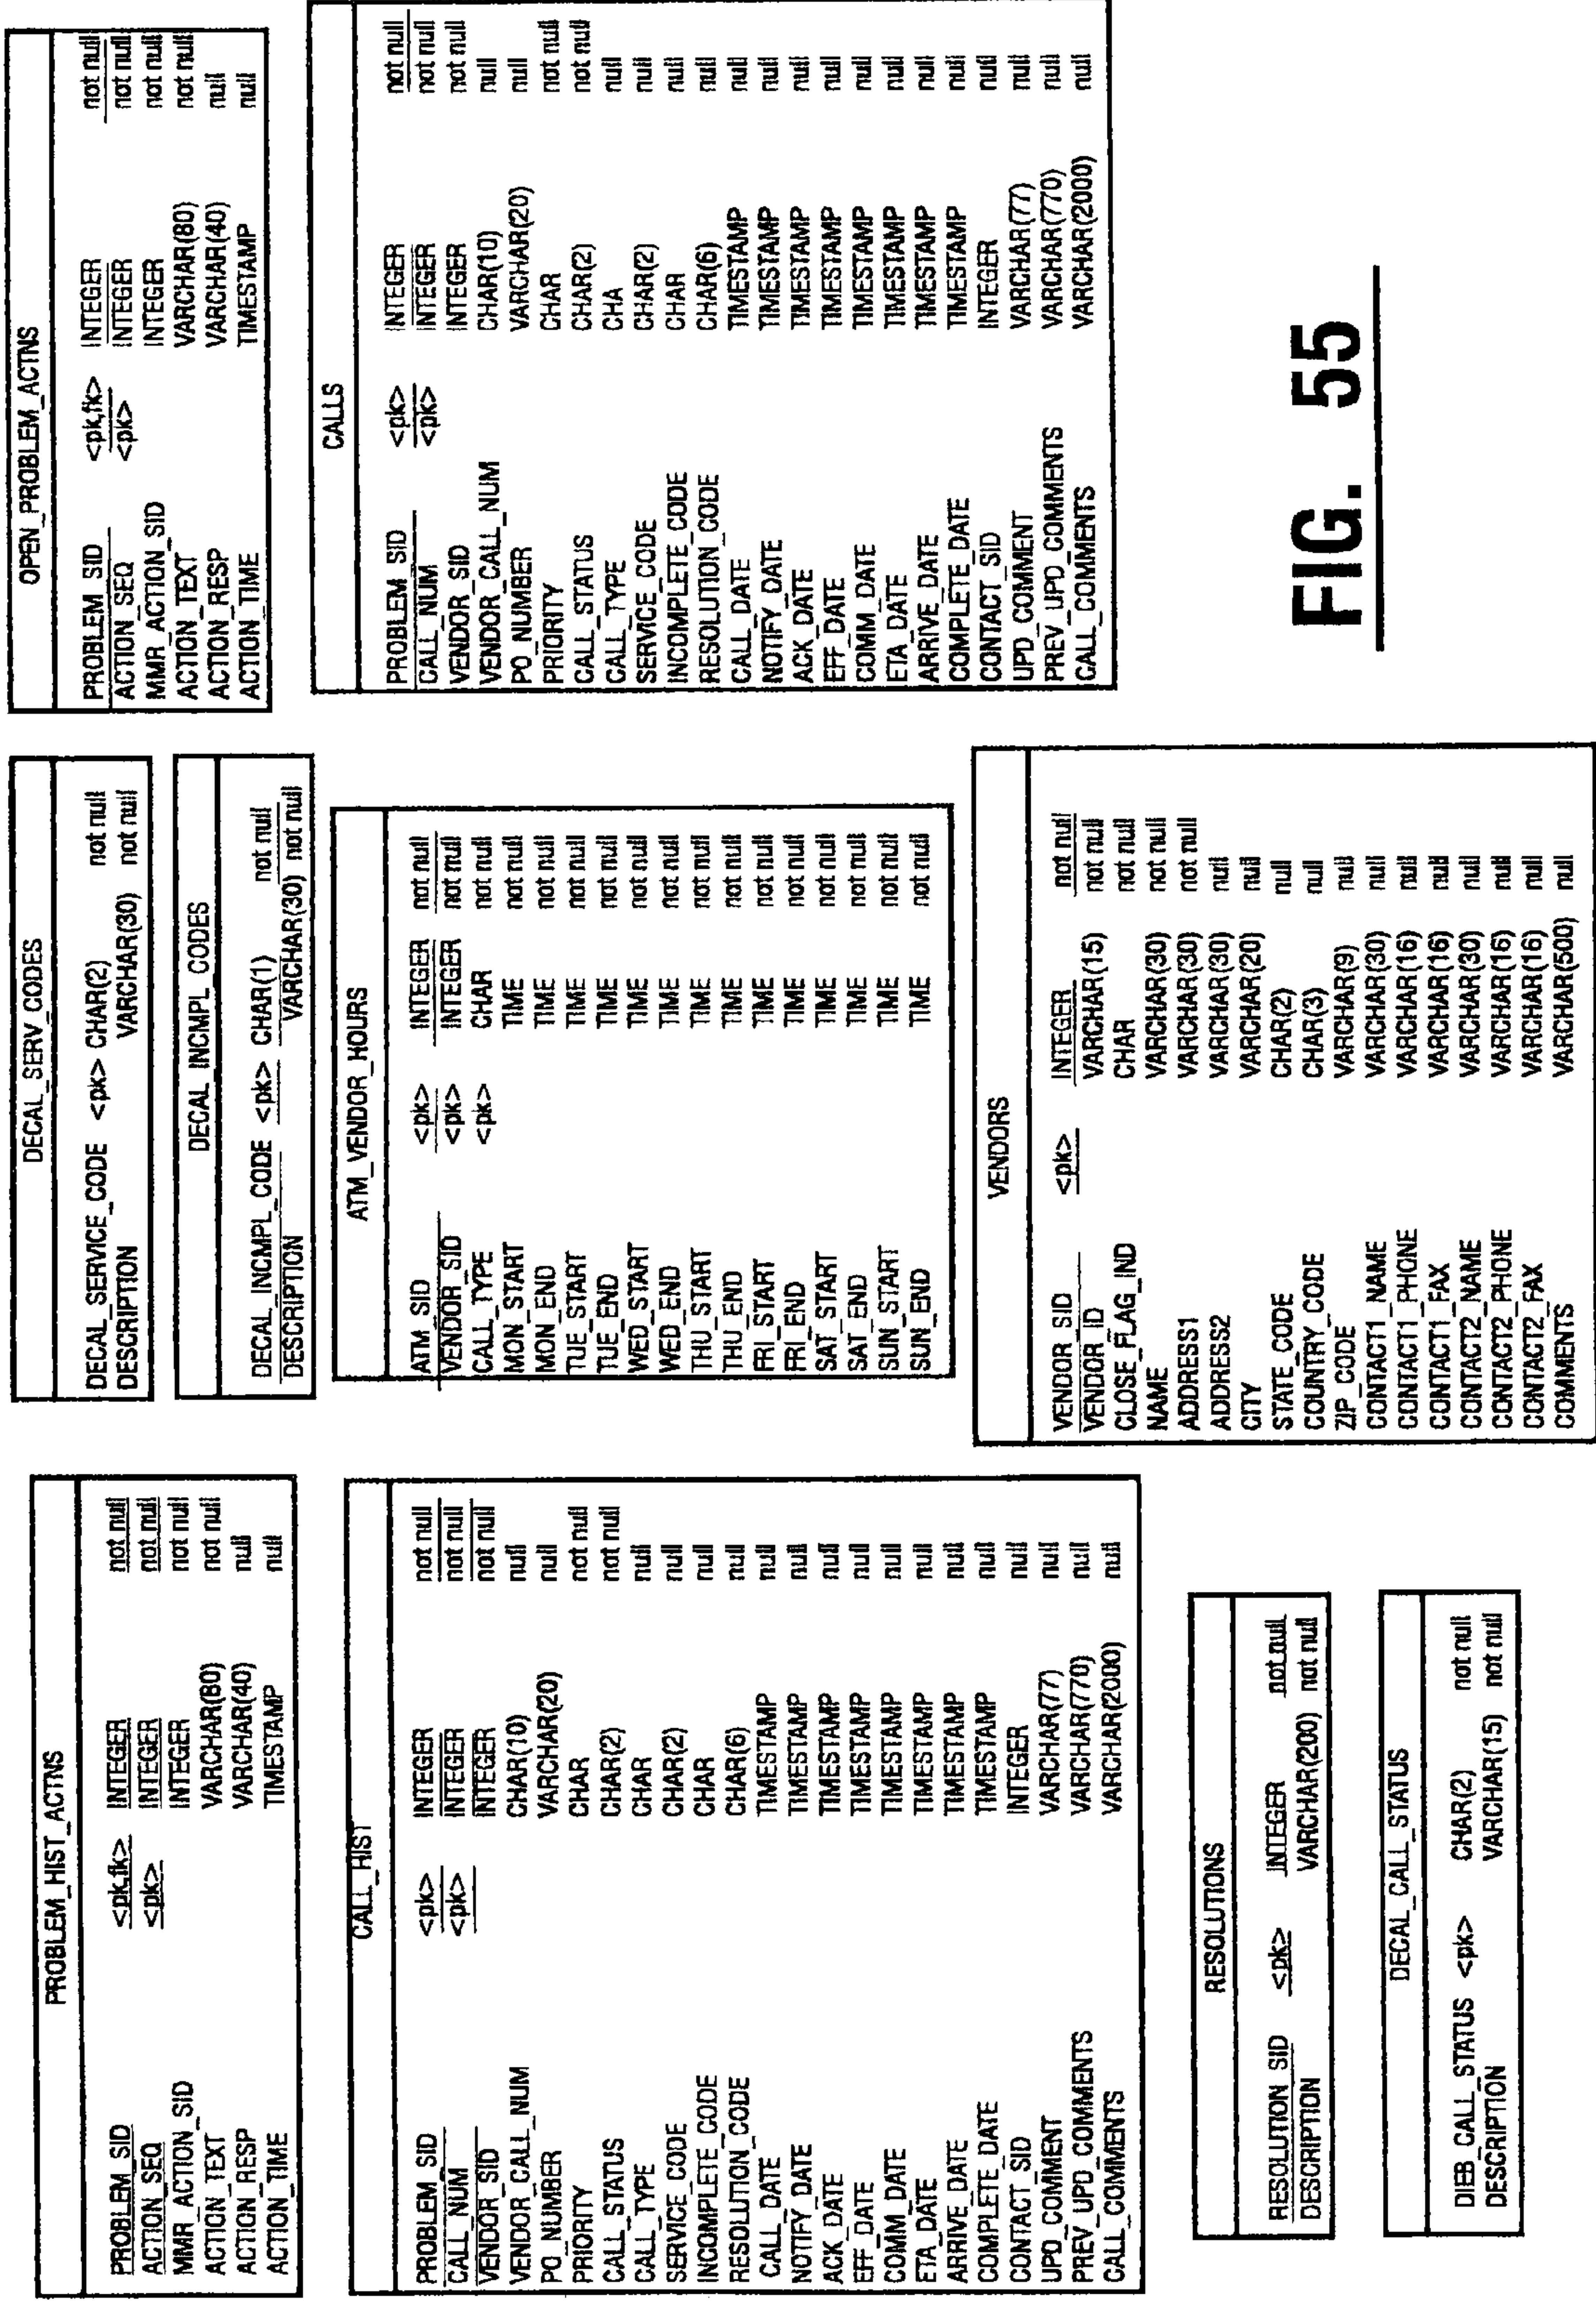 PROBLEM_HIST_ACTNS
PROBLEM_SID <pk,fk> INTEGER not null
ACTION_SEQ <pk> INTEGER not null
MMR_ACTION_SID INTEGER not null
ACTION_TEXT VARCHAR(80) not null
ACTION_RESP VARCHAR(40) null
ACTION_TIME TIMESTAMP null
CALL_HIST
PROBLEM_SID <pk> INTEGER not null
CALL_NUM <pk> INTEGER not null
VENDOR_SID INTEGER not null
VENDOR_CALL_NUM CHAR(10) null
PO_NUMBER VARCHAR(20) null
PRIORITY CHAR not null
CALL_STATUS CHAR(2) not null
CALL_TYPE CHAR null
SERVICE_CODE CHAR(2) null
INCOMPLETE_CODE CHAR null
RESOLUTION_CODE CHAR(6) null
CALL_DATE TIMESTAMP null
NOTIFY_DATE TIMESTAMP null
ACK_DATE TIMESTAMP null
EFF_DATE TIMESTAMP null
COMM_DATE TIMESTAMP null
ETA_DATE TIMESTAMP null
ARRIVE_DATE TIMESTAMP null
COMPLETE_DATE TIMESTAMP null
CONTACT_SID INTEGER null
UPD_COMMENT VARCHAR(77) null
PREV_UPD_COMMENTS VARCHAR(770) null
CALL_COMMENTS VARCHAR(2000) null
RESOLUTIONS
RESOLUTION_SID <pk> INTEGER not null
DESCRIPTION VARCHAR(200) not null
DECAL_CALL_STATUS
DIEB_CALL_STATUS <pk> CHAR(2) not null
DESCRIPTION VARCHAR(15) not null
DECAL_SERV_CODES
DECAL_SERVICE_CODE <pk> CHAR(2) not null
DESCRIPTION VARCHAR(30) not null
DECAL_INCMPL_CODES
DECAL_INCMPL_CODE <pk> CHAR(1) not null
DESCRIPTION VARCHAR(30) not null
ATM_VENDOR_HOURS
ATM_SID <pk> INTEGER not null
VENDOR_SID <pk> INTEGER not null
CALL_TYPE <pk> CHAR not null
MON_START TIME not null
MON_END TIME not null
TUE_START TIME not null
TUE_END TIME not null
WED_START TIME not null
WED_END TIME not null
THU_START TIME not null
THU_END TIME not null
FRI_START TIME not null
FRI_END TIME not null
SAT_START TIME not null
SAT_END TIME not null
SUN_START TIME not null
SUN_END TIME not null
VENDORS
VENDOR_SID <pk> INTEGER not null
VENDOR_ID VARCHAR(15) not null
CLOSE_FLAG_IND CHAR not null
NAME VARCHAR(30) not null
ADDRESS1 VARCHAR(30) not null
ADDRESS2 VARCHAR(30) null
CITY VARCHAR(20) null
STATE_CODE CHAR(2) null
COUNTRY_CODE CHAR(3) null
ZIP_CODE VARCHAR(9) null
CONTACT1_NAME VARCHAR(30) null
CONTACT1_PHONE VARCHAR(16) null
CONTACT1_FAX VARCHAR(16) null
CONTACT2_NAME VARCHAR(30) null
CONTACT2_PHONE VARCHAR(16) null
CONTACT2_FAX VARCHAR(16) null
COMMENTS VARCHAR(500) null
OPEN_PROBLEM_ACTNS
PROBLEM_SID <pk,fk> INTEGER not null
ACTION_SEQ <pk> INTEGER not null
MMR_ACTION_SID INTEGER not null
ACTION_TEXT VARCHAR(80) not null
ACTION_RESP VARCHAR(40) null
ACTION_TIME TIMESTAMP null
CALLS
PROBLEM_SID <pk> INTEGER not null
CALL_NUM <pk> INTEGER not null
VENDOR_SID INTEGER not null
VENDOR_CALL_NUM CHAR(10) null
PO_NUMBER VARCHAR(20) null
PRIORITY CHAR not null
CALL_STATUS CHAR(2) not null
CALL_TYPE CHA null
SERVICE_CODE CHAR(2) null
INCOMPLETE_CODE CHAR null
RESOLUTION_CODE CHAR(6) null
CALL_DATE TIMESTAMP null
NOTIFY_DATE TIMESTAMP null
ACK_DATE TIMESTAMP null
EFF_DATE TIMESTAMP null
COMM_DATE TIMESTAMP null
ETA_DATE TIMESTAMP null
ARRIVE_DATE TIMESTAMP null
COMPLETE_DATE TIMESTAMP null
CONTACT_SID INTEGER null
UPD_COMMENT VARCHAR(77) null
PREV_UPD_COMMENTS VARCHAR(770) null
CALL_COMMENTS VARCHAR(2000) null
FIG. 55